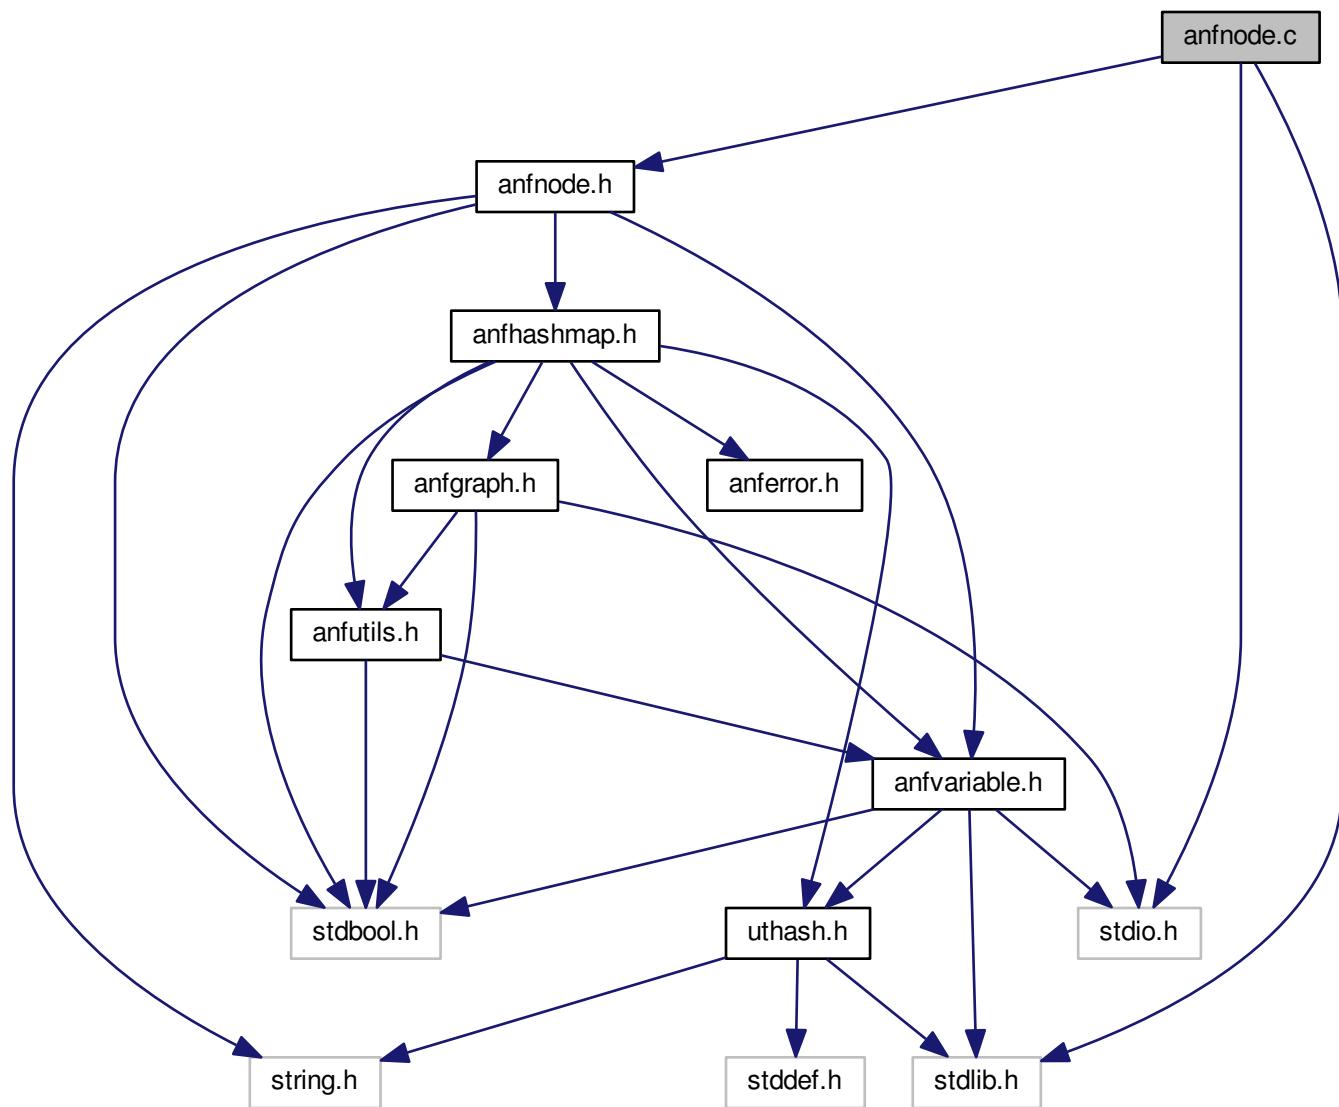 anfnode.c
anfnode.h
anfhashmap.h
anfgraph.h
anferror.h
anfutils.h
anfvariable.h
stdbool.h
uthash.h
stdio.h
string.h
stddef.h
stdlib.h